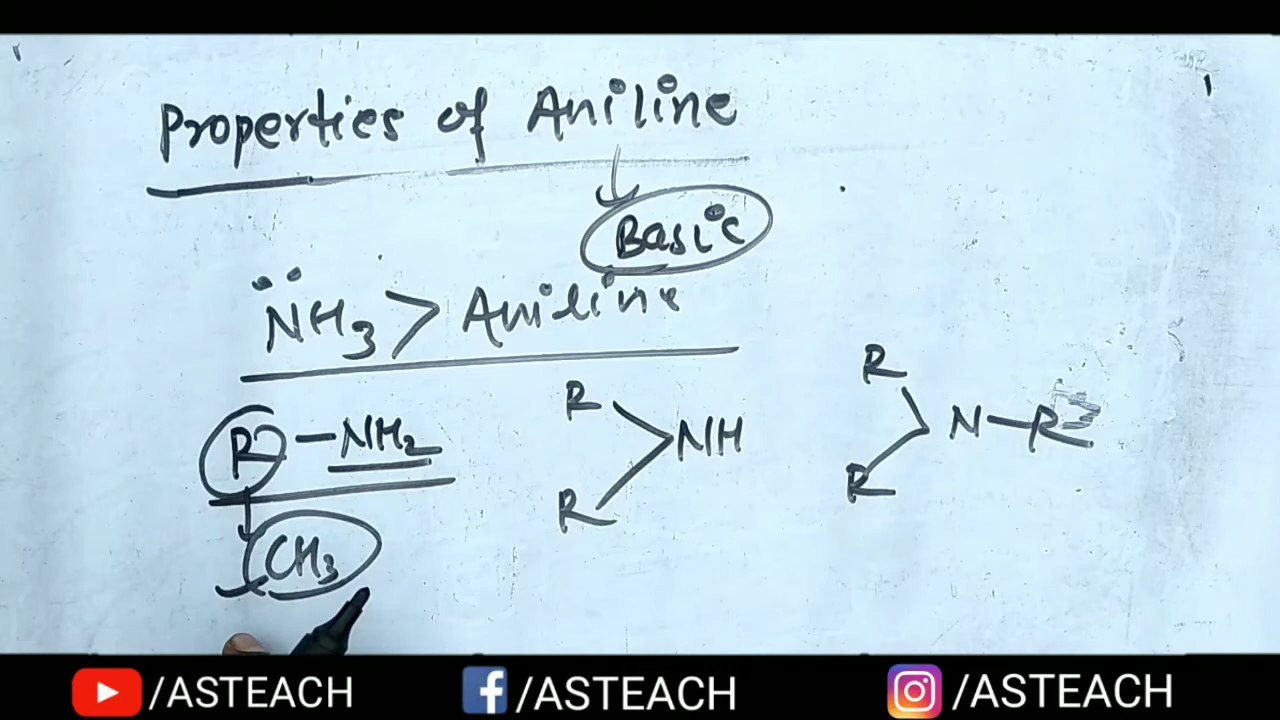 Properties of Aniline
Basic
NH3 > Aniline
R
R
R – NH2
NH
N – R
R
R
CH3
/ASTEACH
/ASTEACH
/ASTEACH